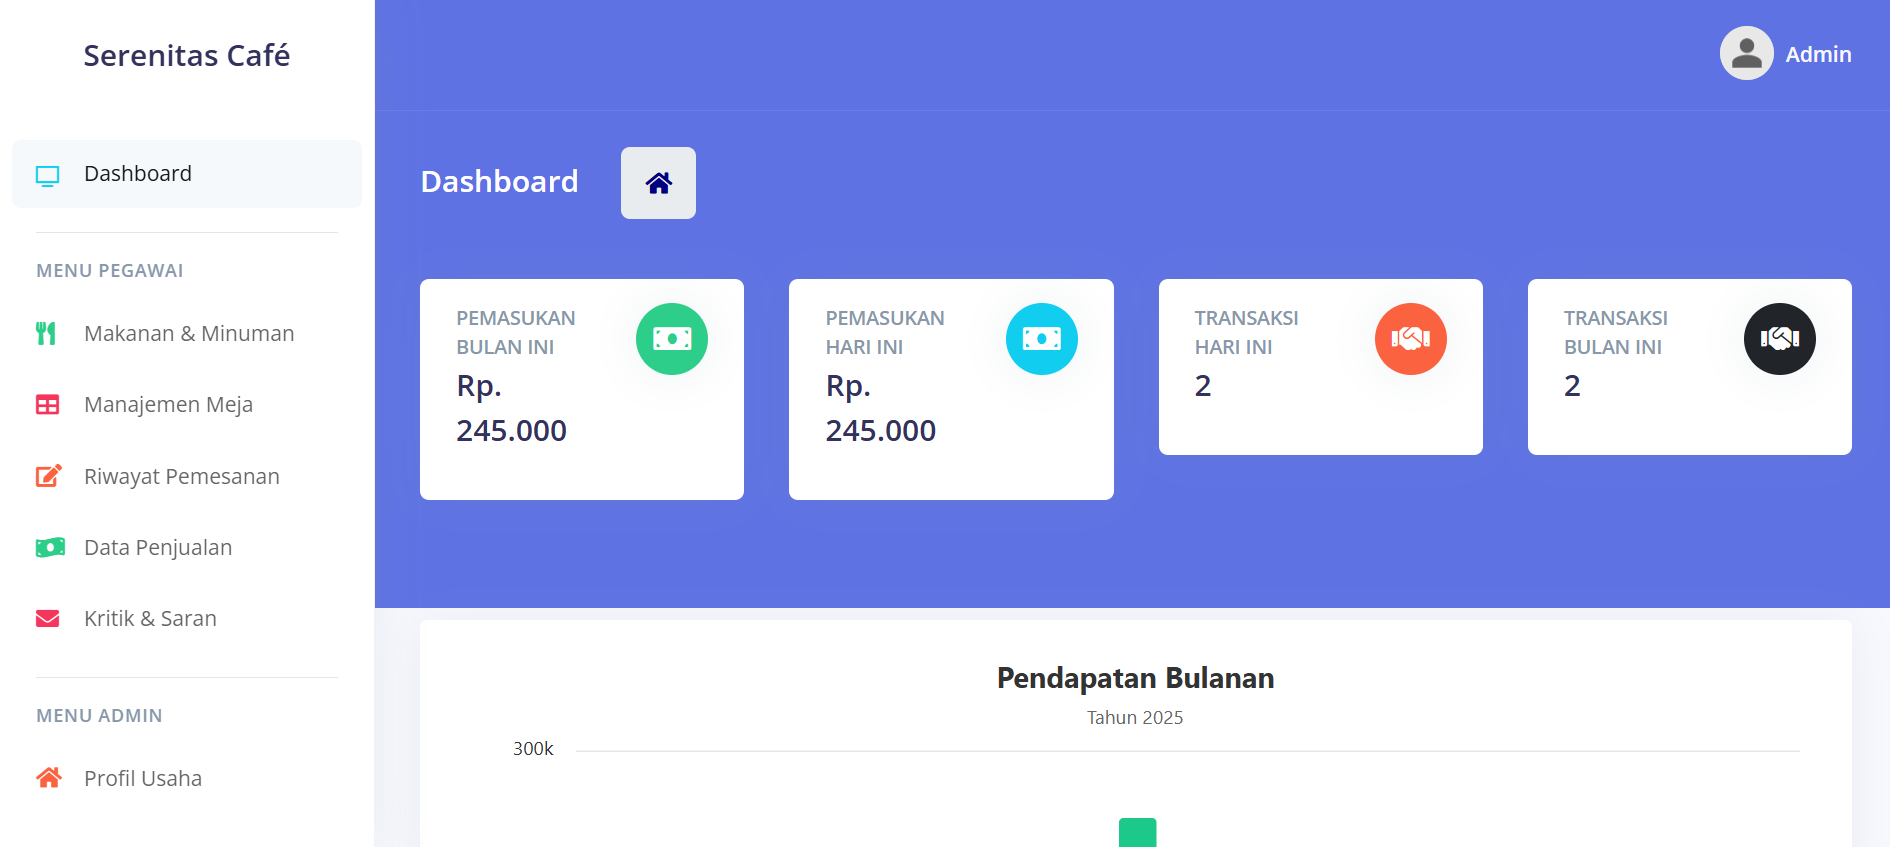 Serenitas Café
Dashboard
MENU PEGAWAI
Makanan & Minuman
Manajemen Meja
Riwayat Pemesanan
Data Penjualan
Kritik & Saran
MENU ADMIN
Profil Usaha
Admin
Dashboard
PEMASUKAN
BULAN INI
Rp.
245.000
PEMASUKAN
HARI INI
Rp.
245.000
TRANSAKSI
HARI INI
2
TRANSAKSI
BULAN INI
2
Pendapatan Bulanan
Tahun 2025
300k